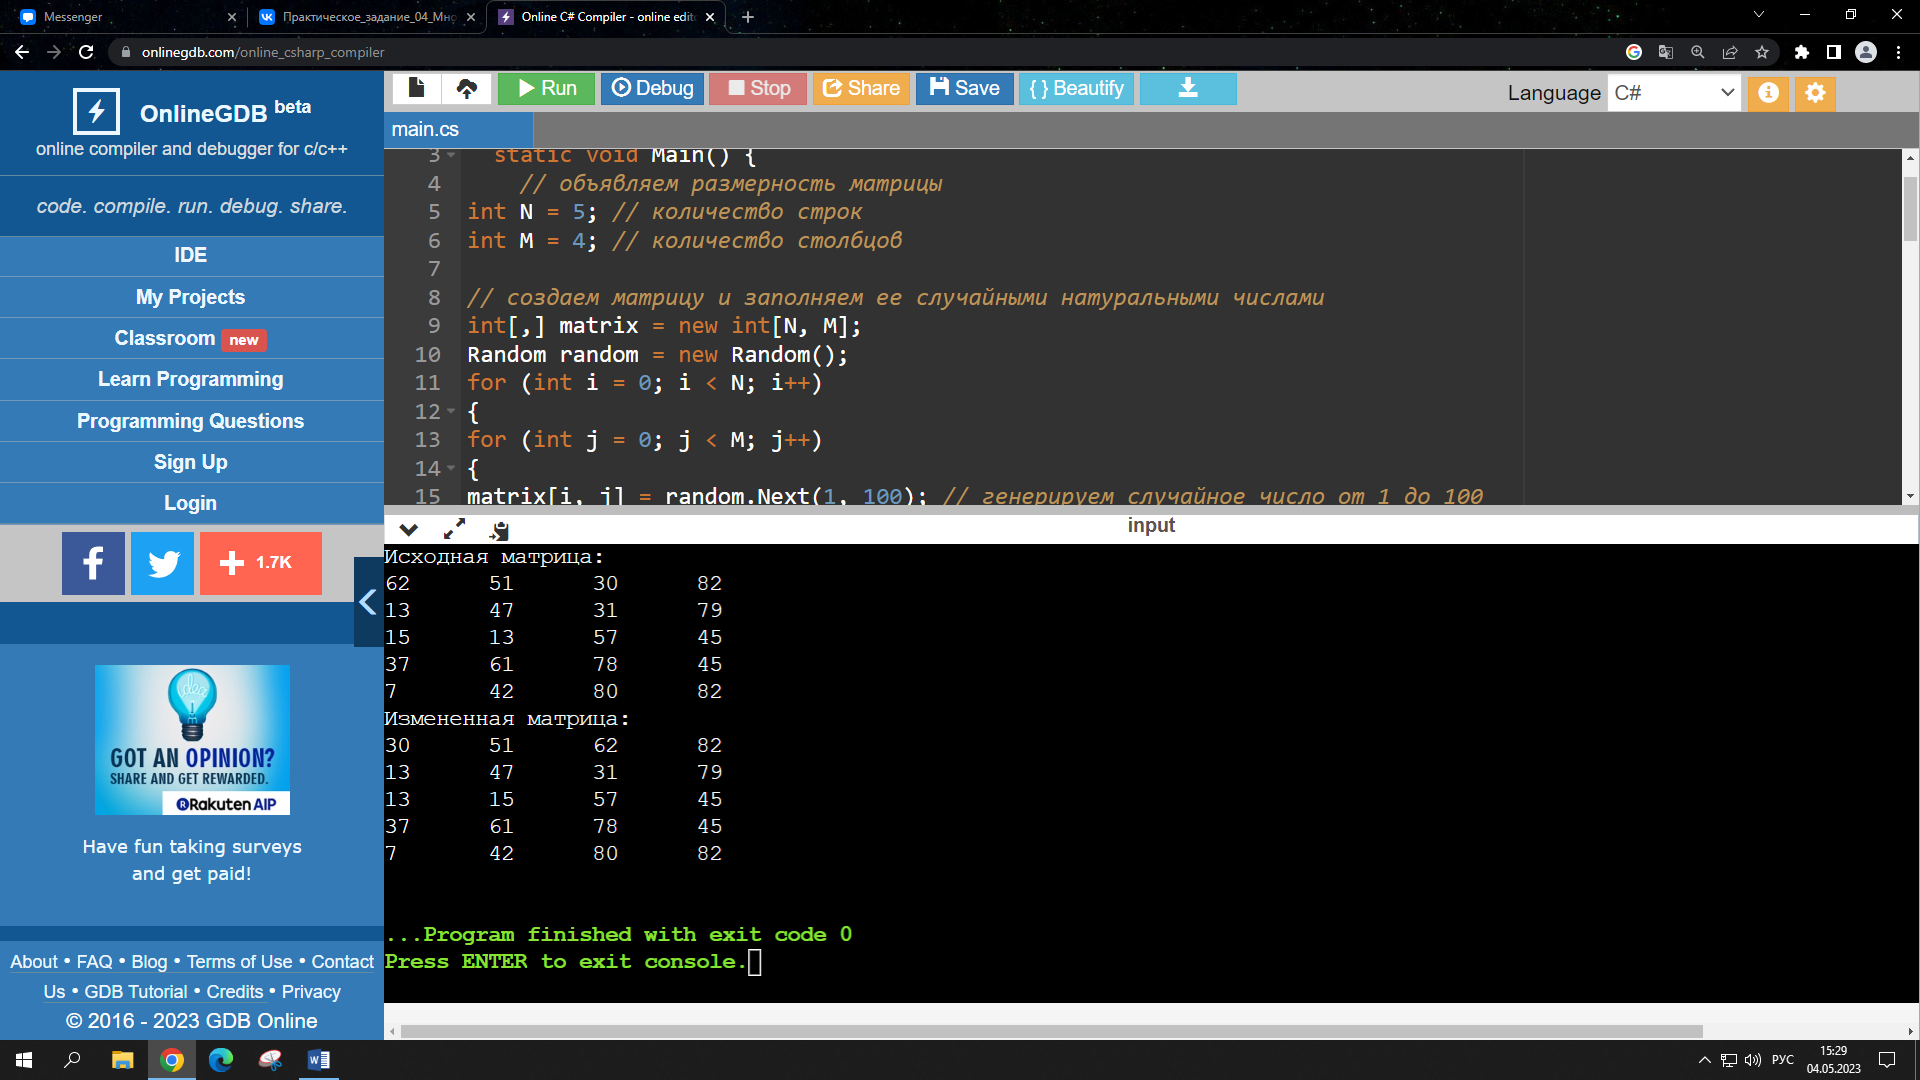 Messenger
Практическое_задание_04_Мно
Online C# Compiler - online edit
onlinegdb.com/online_csharp_compiler
OnlineGDB beta
online compiler and debugger for c/c++
code. compile. run. debug. share.
IDE
My Projects
Classroom new
Learn Programming
Programming Questions
Sign Up
Login
1.7K
idea
GOT AN OPINION?
SHARE AND GET REWARDED.
Rakuten AIP
Have fun taking surveys
and get paid!
About • FAQ • Blog • Terms of Use • Contact
Us • GDB Tutorial • Credits • Privacy
© 2016 - 2023 GDB Online
Run Debug Stop Share Save { } Beautify
Language C#
main.cs
3 static void Main() {
4 // объявляем размерность матрицы
5 int N = 5; // количество строк
6 int M = 4; // количество столбцов
7
8 // создаем матрицу и заполняем ее случайными натуральными числами
9 int[,] matrix = new int[N, M];
10 Random random = new Random();
11 for (int i = 0; i < N; i++)
12 {
13 for (int j = 0; j < M; j++)
14 {
15 matrix[i, j] = random.Next(1, 100); // генерируем случайное число от 1 до 100
input
Исходная матрица:
62 51 30 82
13 47 31 79
15 13 57 45
37 61 78 45
7 42 80 82
Измененная матрица:
30 51 62 82
13 47 31 79
13 15 57 45
37 61 78 45
7 42 80 82
...Program finished with exit code 0
Press ENTER to exit console.
РУС
15:29
04.05.2023